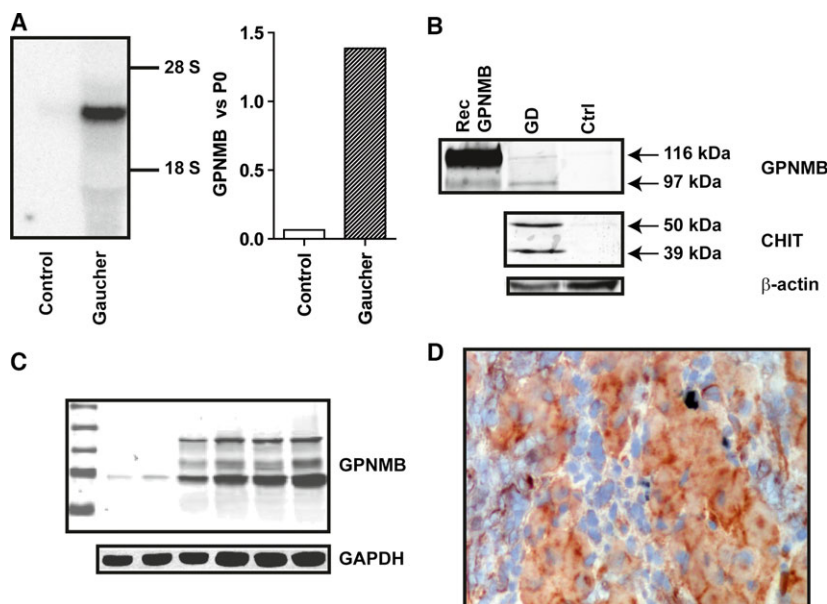 A
28 S
18 S
Control
Gaucher
GPNMB vs P0
1.5
1.0
0.5
0.0
Control
Gaucher
B
Rec
GPNMB
GD
Ctrl
116 kDa
97 kDa
GPNMB
50 kDa
39 kDa
CHIT
β-actin
C
GPNMB
GAPDH
D